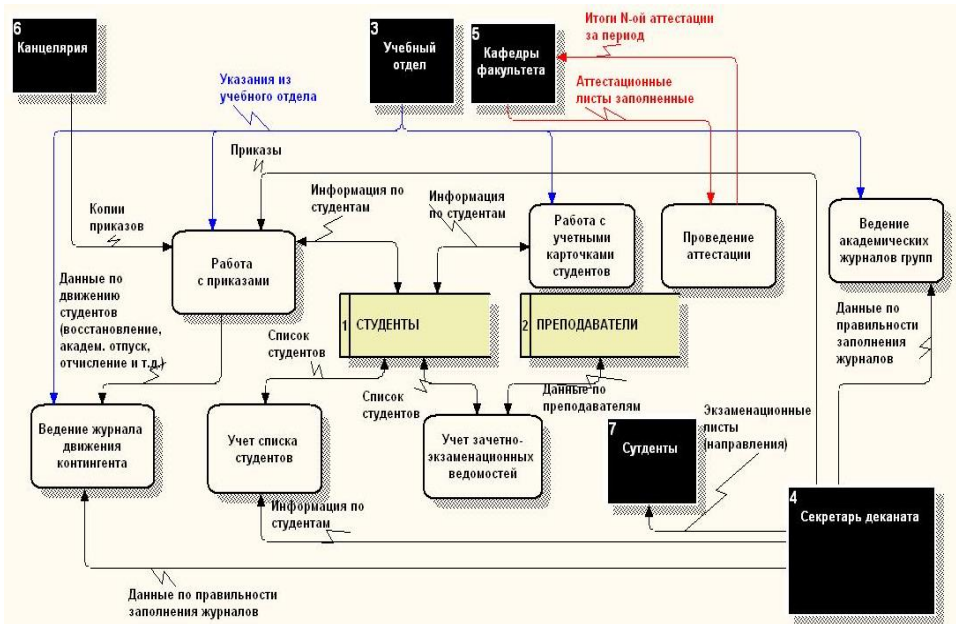 6
Канцелярия
3
Учебный
отдел
5
Кафедры
факультета
Итоги N-ой аттестации
за период
Указания из
учебного отдела
Аттестационные
листы заполненные
Приказы
Информация по
студентам
Информация
по студентам
Копии
приказов
Работа
с приказами
Работа с
учетными
карточками
студентов
Проведение
аттестации
Ведение
академических
журналов групп
Данные по
движению
студентов
(восстановление,
академ. отпуск,
отчисление и т.д.)
1
СТУДЕНТЫ
2
ПРЕПОДАВАТЕЛИ
Данные по
правильности
заполнения
журналов
Список
студентов
Список
студентов
Данные по
преподавателям
Ведение журнала
движения
контингента
Учет списка
студентов
Учет зачетно-
экзаменационных
ведомостей
7
Сутденты
Экзаменационные
листы
(направления)
4
Секретарь деканата
Информация по
студентам
Данные по правильности
заполнения журналов